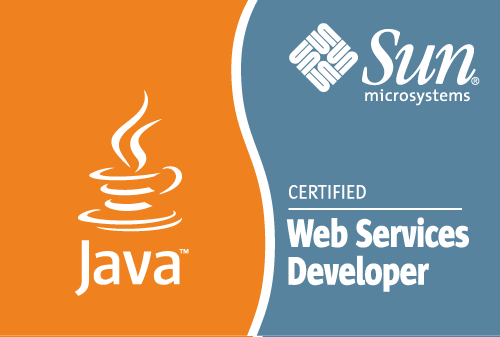 Sun®
microsystems
Java™
CERTIFIED
Web Services
Developer